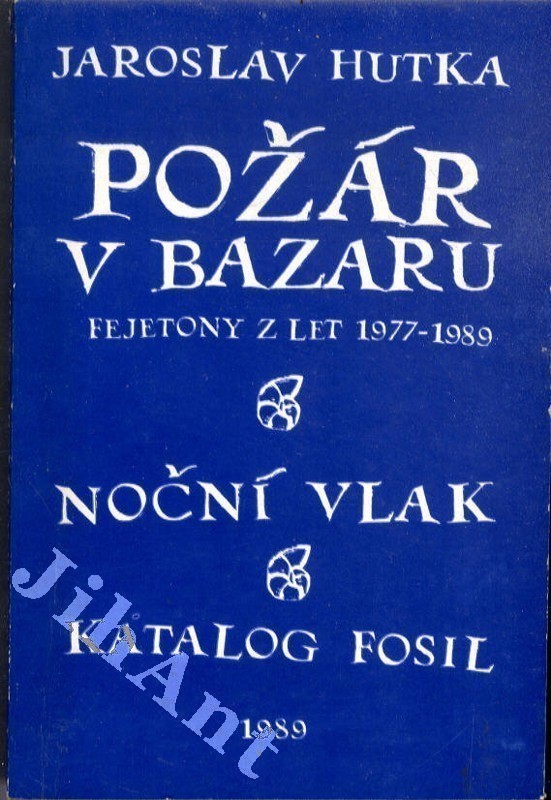 JAROSLAV HUTKA
POŽÁR
V BAZARU
FEJETONY Z LET 1977-1989
NOČNÍ VLAK
KATALOG FOSIL
1989
JihAnt